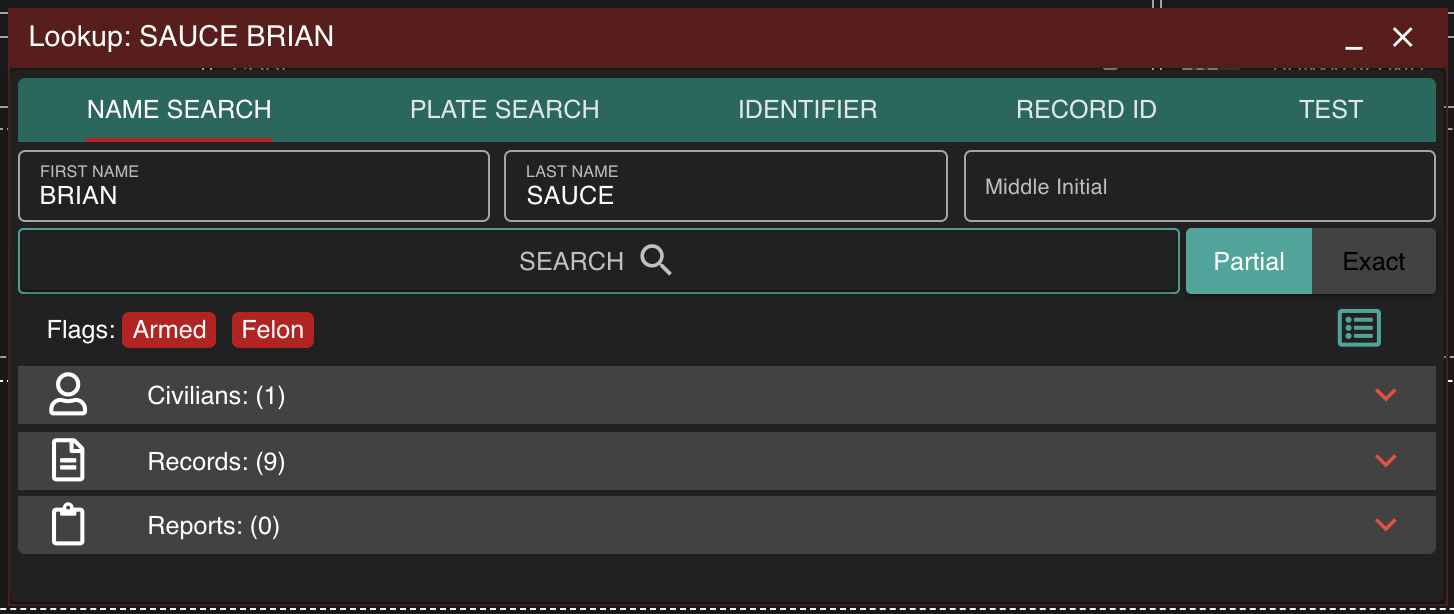 Lookup: SAUCE BRIAN
NAME SEARCH PLATE SEARCH IDENTIFIER RECORD ID TEST
FIRST NAME LAST NAME
BRIAN SAUCE Middle Initial
SEARCH Partial Exact
Flags: Armed Felon
Civilians: (1)
Records: (9)
Reports: (0)